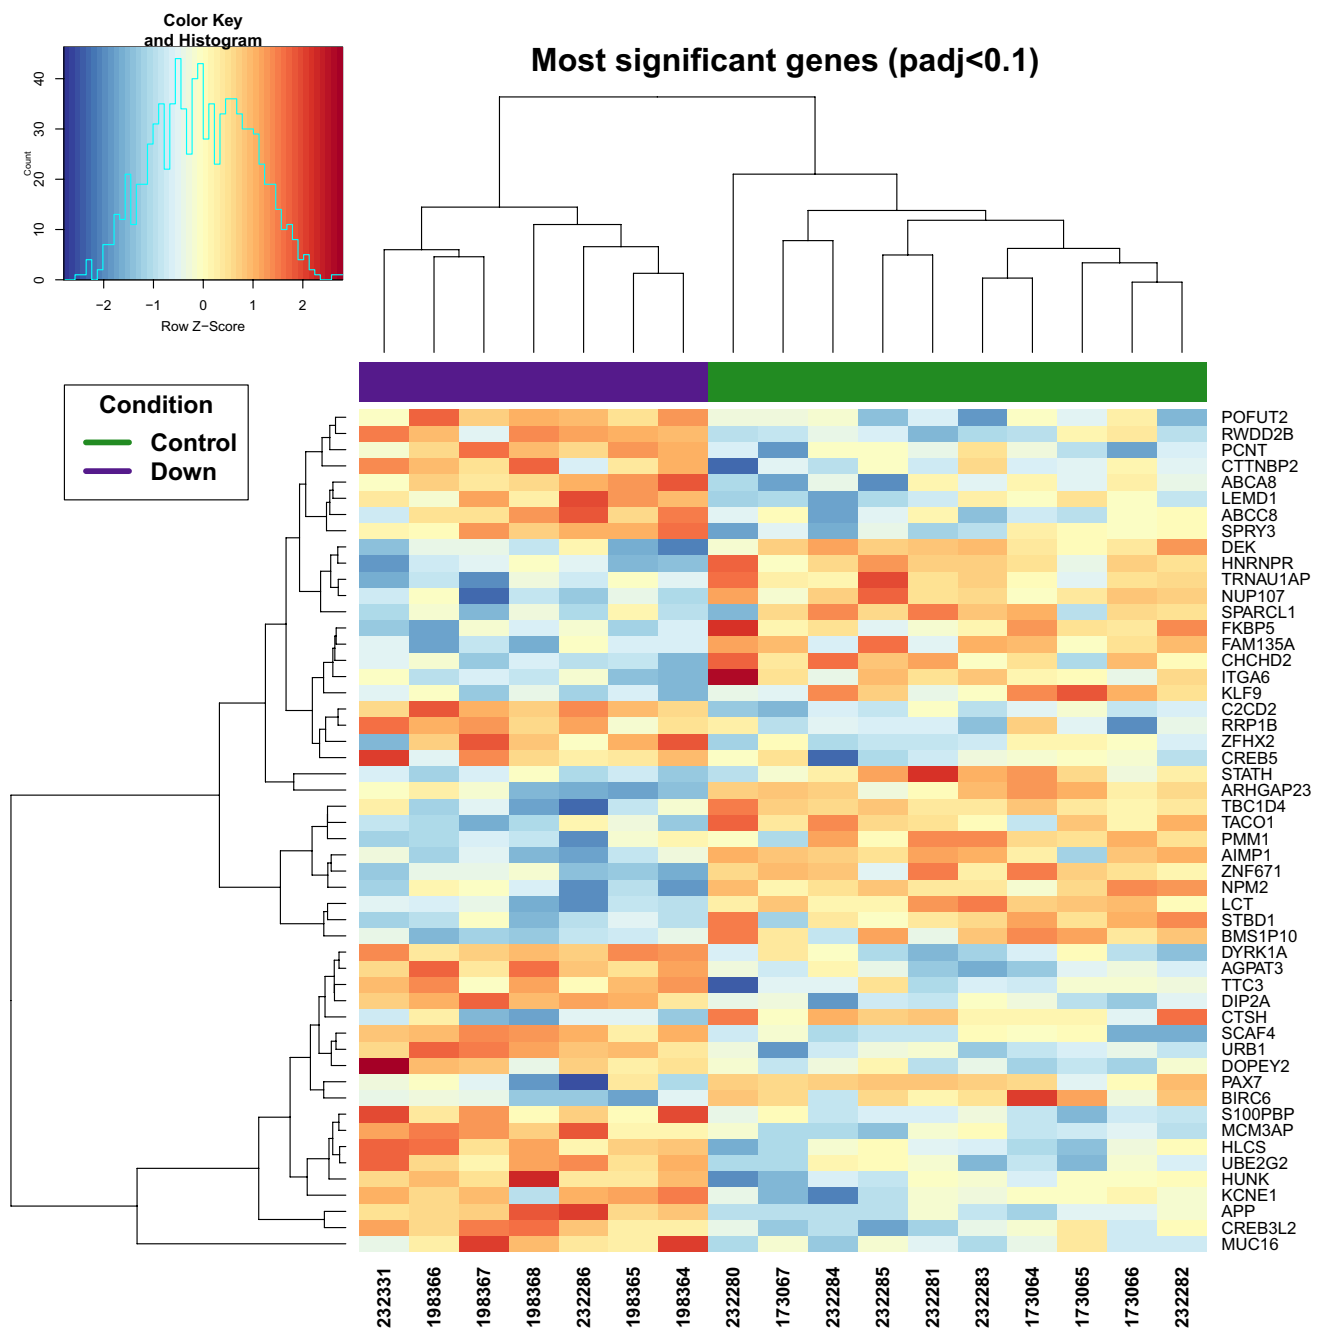 Color Key
and Histogram
Most significant genes (padj<0.1)
Count
0
10
20
30
40
−2
−1
0
1
2
Row Z−Score
Condition
Control
Down
POFUT2
RWDD2B
PCNT
CTTNBP2
ABCA8
LEMD1
ABCC8
SPRY3
DEK
HNRNPR
TRNAU1AP
NUP107
SPARCL1
FKBP5
FAM135A
CHCHD2
ITGA6
KLF9
C2CD2
RRP1B
ZFHX2
CREB5
STATH
ARHGAP23
TBC1D4
TACO1
PMM1
AIMP1
ZNF671
NPM2
LCT
STBD1
BMS1P10
DYRK1A
AGPAT3
TTC3
DIP2A
CTSH
SCAF4
URB1
DOPEY2
PAX7
BIRC6
S100PBP
MCM3AP
HLCS
UBE2G2
HUNK
KCNE1
APP
CREB3L2
MUC16
232331
198366
198367
198368
232286
198365
198364
232280
173067
232284
232285
232281
232283
173064
173065
173066
232282